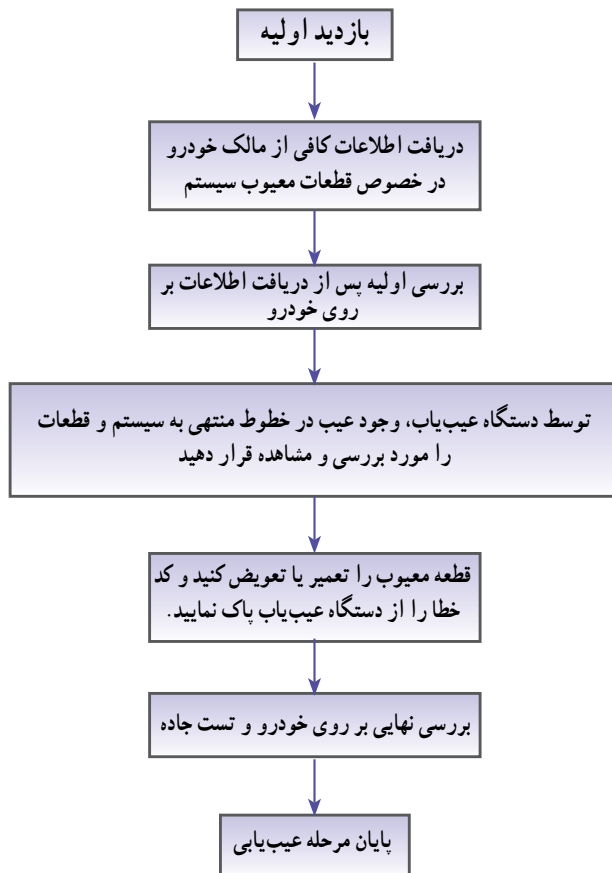 بازدید اولیه
دریافت اطلاعات کافی از مالک خودرو
در خصوص قطعات معیوب سیستم
بررسی اولیه پس از دریافت اطلاعات بر
روی خودرو
توسط دستگاه عیب‌یاب، وجود عیب در خطوط منتهی به سیستم و قطعات
را مورد بررسی و مشاهده قرار دهید
قطعه معیوب را تعمیر یا تعویض کنید و کد
خطا را از دستگاه عیب‌یاب پاک نمایید.
بررسی نهایی بر روی خودرو و تست جاده
پایان مرحله عیب‌یابی